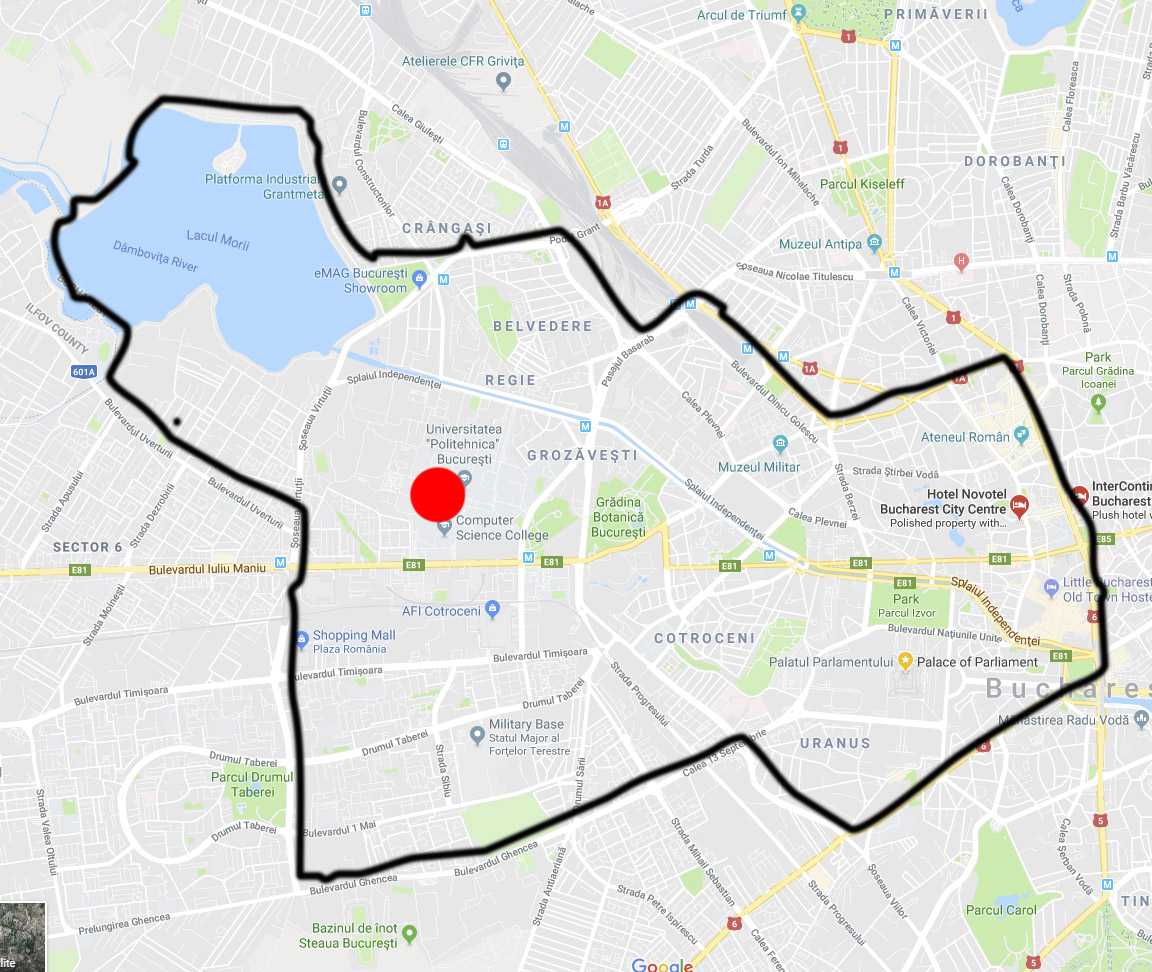 Arcul de Triumf
PRIMĂVERII
Atelierele CFR Grivița
Calea Floreasca
Calea Giulești
Bulevardul Constructorilor
Strada Turda
Bulevardul Ion Mihalache
DOROBANȚI
Strada Barbu Văcărescu
Calea Dorobanți
Parcul Kiseleff
Platforma Industrial
Grantmeta
CRÂNGAȘI
Grant
1A
1
1
1
M
M
M
M
M
M
M
M
M
M
M
M
Muzeul Antipa
H
Lacul Morii
Dâmbovița River
eMAG București
Showroom
Șoseaua Nicolae Titulescu
Calea Victoriei
Calea Dorobanți
Strada Polonă
ILFOV COUNTY
601A
BELVEDERE
Pasajul Basarab
1A
1A
Park
Parcul Grădina
Icoanei
REGIE
Splaiul Independenței
Bulevardul Dinicu Golescu
Calea Plevnei
Șoseaua Virtuții
Bulevardul Uverturii
Universitatea
"Politehnica"
București
GROZĂVEȘTI
Ateneul Român
Muzeul Militar
Strada Apusului
Strada Dezrobirii
Bulevardul Uverturii
Splaiul Independenței
Strada Berzei
Strada Știrbei Vodă
Hotel Novotel
Bucharest City Centre
Polished property with...
InterConti
Bucharest
Plush hotel
Grădina
Botanică
București
Calea Plevnei
Computer
Science College
E85
SECTOR 6
E81
Bulevardul Iuliu Maniu
E81
E81
E81
E81
E81
E81
E81
Splaiul Independenței
Strada Moinești
AFI Cotroceni
Park
Parcul Izvor
Little Bucharest
Old Town Hoste
6
Shopping Mall
Plaza România
COTROCENI
Bulevardul Națiunile Unite
Bulevardul Timișoara
Bulevardul Timișoara
Bulevardul Timișoara
Palatul Parlamentului
Palace of Parliament
Bucharest
Drumul Taberei
Strada Progresului
Military Base
Statul Major al
Forțelor Terestre
Mănăstirea Radu Vodă
Drumul Taberei
Drumul Taberei
Strada Sibiu
Drumul Sării
Calea 13 Septembrie
URANUS
6
Parcul Drumul
Taberei
Strada Valea Oltului
Drumul Taberei
Bulevardul 1 Mai
5
Bulevardul Ghencea
Bulevardul Ghencea
Strada Antiaeriană
Strada Mihail Sebastian
Calea Șerban Vodă
Șoseaua Viilor
Strada Progresului
Strada Petre Ispirescu
TIN
Parcul Carol
Prelungirea Ghencea
Bazinul de înot
Steaua București
6
Calea Feren
5
Google
lite